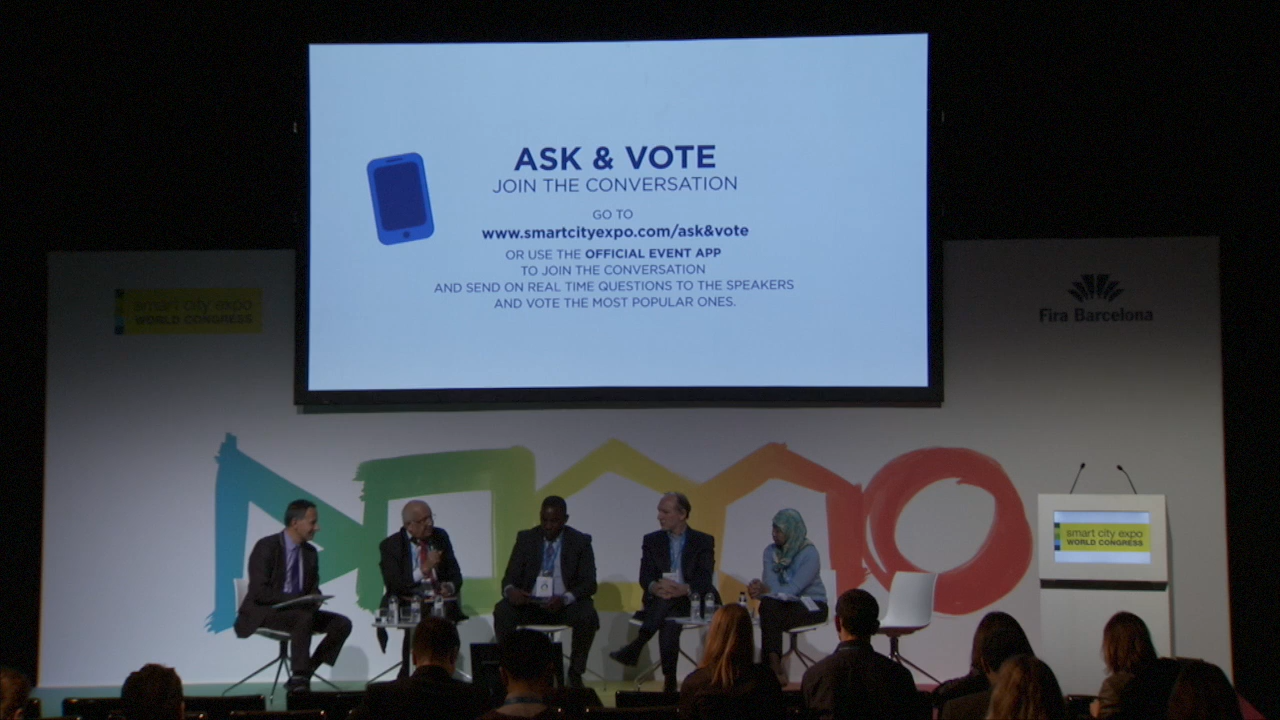 ASK & VOTE
JOIN THE CONVERSATION
GO TO
www.smartcityexpo.com/ask&vote
OR USE THE OFFICIAL EVENT APP
TO JOIN THE CONVERSATION
AND SEND ON REAL TIME QUESTIONS TO THE SPEAKERS
AND VOTE THE MOST POPULAR ONES.
smart city expo
WORLD CONGRESS
Fira Barcelona
smart city expo
WORLD CONGRESS